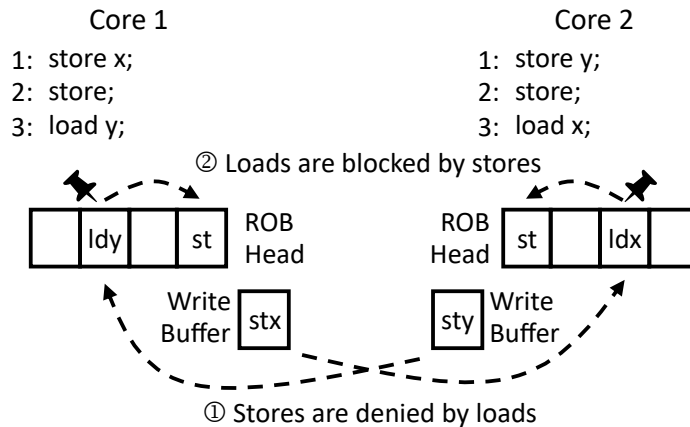 Core 1
Core 2
1: store x;
2: store;
3: load y;
1: store y;
2: store;
3: load x;
② Loads are blocked by stores
ldy
st
ROB
Head
ROB
Head
st
ldx
Write
Buffer
stx
sty
Write
Buffer
① Stores are denied by loads